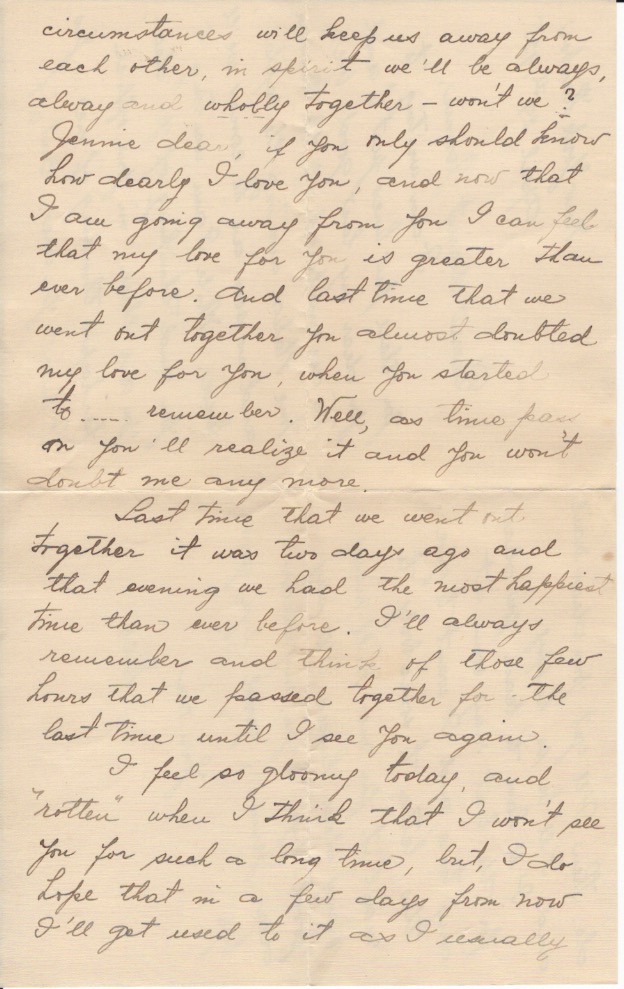 circumstances will keep us away from
each other, in spirit we'll be always,
alway and wholly together – won't we?
Jennie dear, if you only should know
how dearly I love you, and now that
I am going away from you I can feel
that my love for you is greater than
ever before. And last time that we
went out together you almost doubted
my love for you, when you started
to ..... remember. Well, as time pass
on you'll realize it and you won't
doubt me any more.
Last time that we went out
together it was two days ago and
that evening we had the most happiest
time than ever before. I'll always
remember and think of those few
hours that we passed together for the
last time until I see you again.
I feel so gloomy today, and
"rotten" when I think that I won't see
you for such a long time, but, I do
hope that in a few days from now
I'll get used to it as I usually